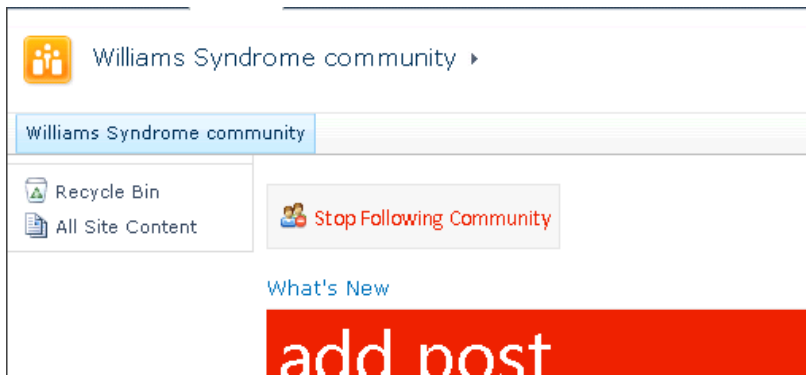 Williams Syndrome community
Williams Syndrome community
Recycle Bin
All Site Content
Stop Following Community
What's New
add post